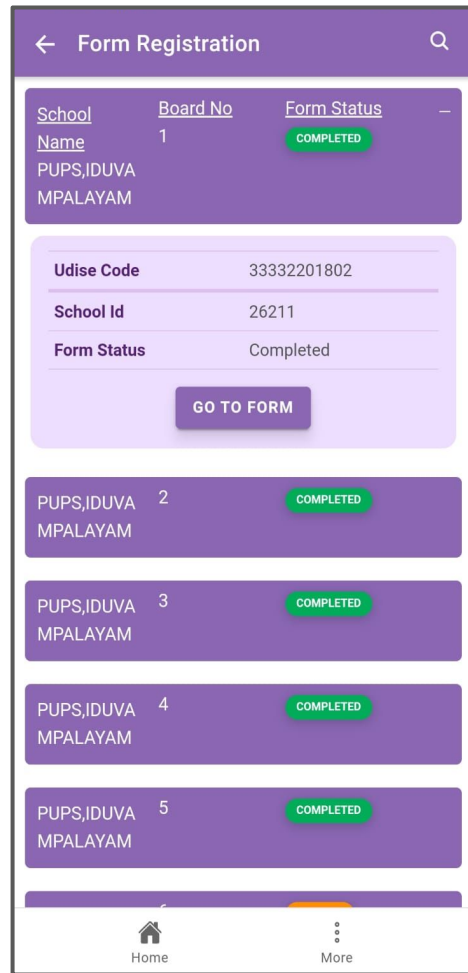 Form Registration
School Name Board No Form Status
PUPS,IDUVA
MPALAYAM 1 COMPLETED
Udise Code 33332201802
School Id 26211
Form Status Completed
GO TO FORM
PUPS,IDUVA 2 COMPLETED
MPALAYAM
PUPS,IDUVA 3 COMPLETED
MPALAYAM
PUPS,IDUVA 4 COMPLETED
MPALAYAM
PUPS,IDUVA 5 COMPLETED
MPALAYAM
Home More